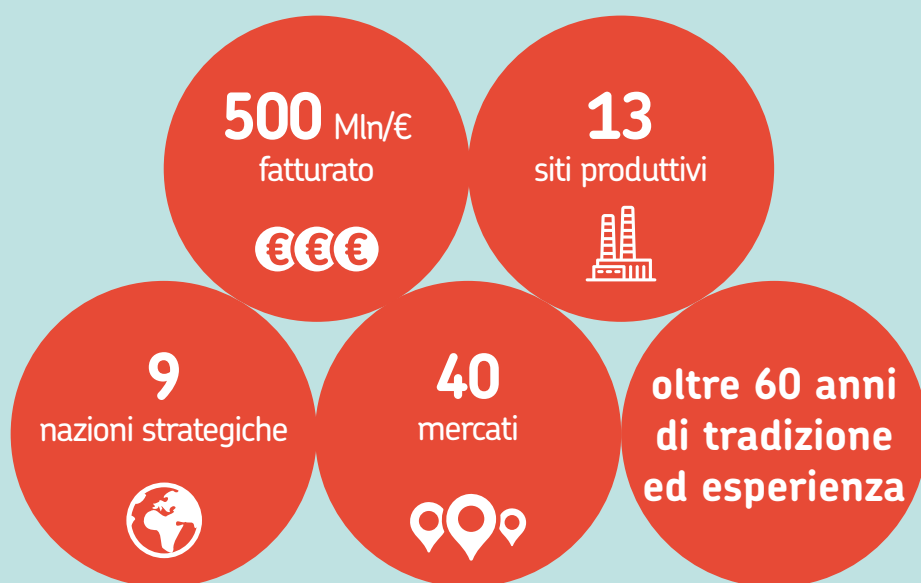 500 Mln/€
fatturato
€€€
13
siti produttivi
9
nazioni strategiche
40
mercati
oltre 60 anni
di tradizione
ed esperienza